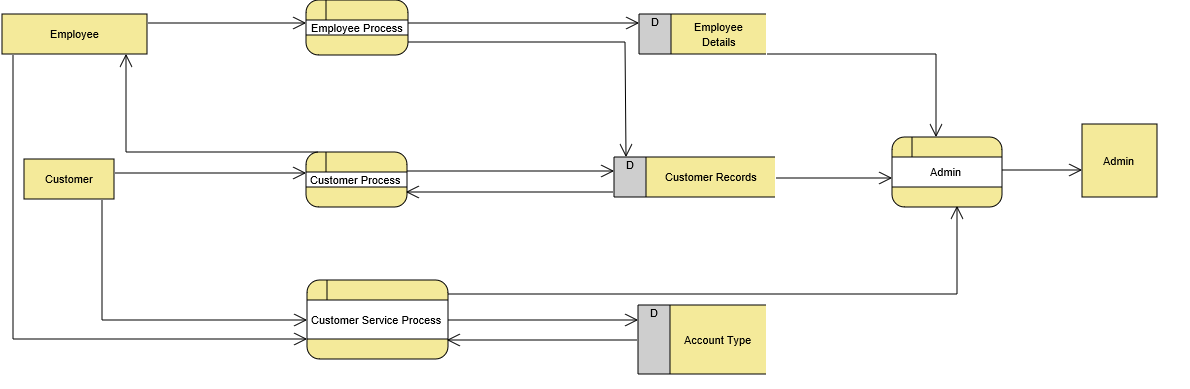 Employee
Employee Process
D
Employee
Details
Customer
Customer Process
D
Customer Records
Admin
Admin
Customer Service Process
D
Account Type